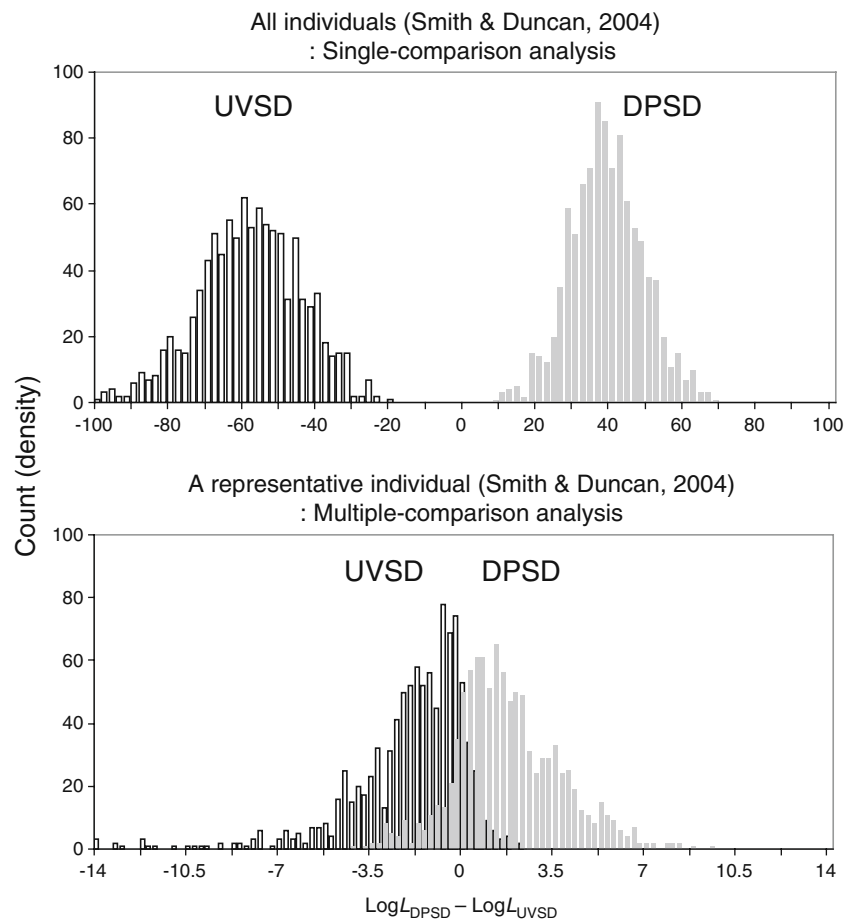 All individuals (Smith & Duncan, 2004)
: Single-comparison analysis
100
80
60
40
20
0
UVSD
DPSD
-100 -80 -60 -40 -20 0 20 40 60 80 100
Count (density)
A representative individual (Smith & Duncan, 2004)
: Multiple-comparison analysis
100
80
60
40
20
0
UVSD
DPSD
-14 -10.5 -7 -3.5 0 3.5 7 10.5 14
LogL_DPSD – LogL_UVSD